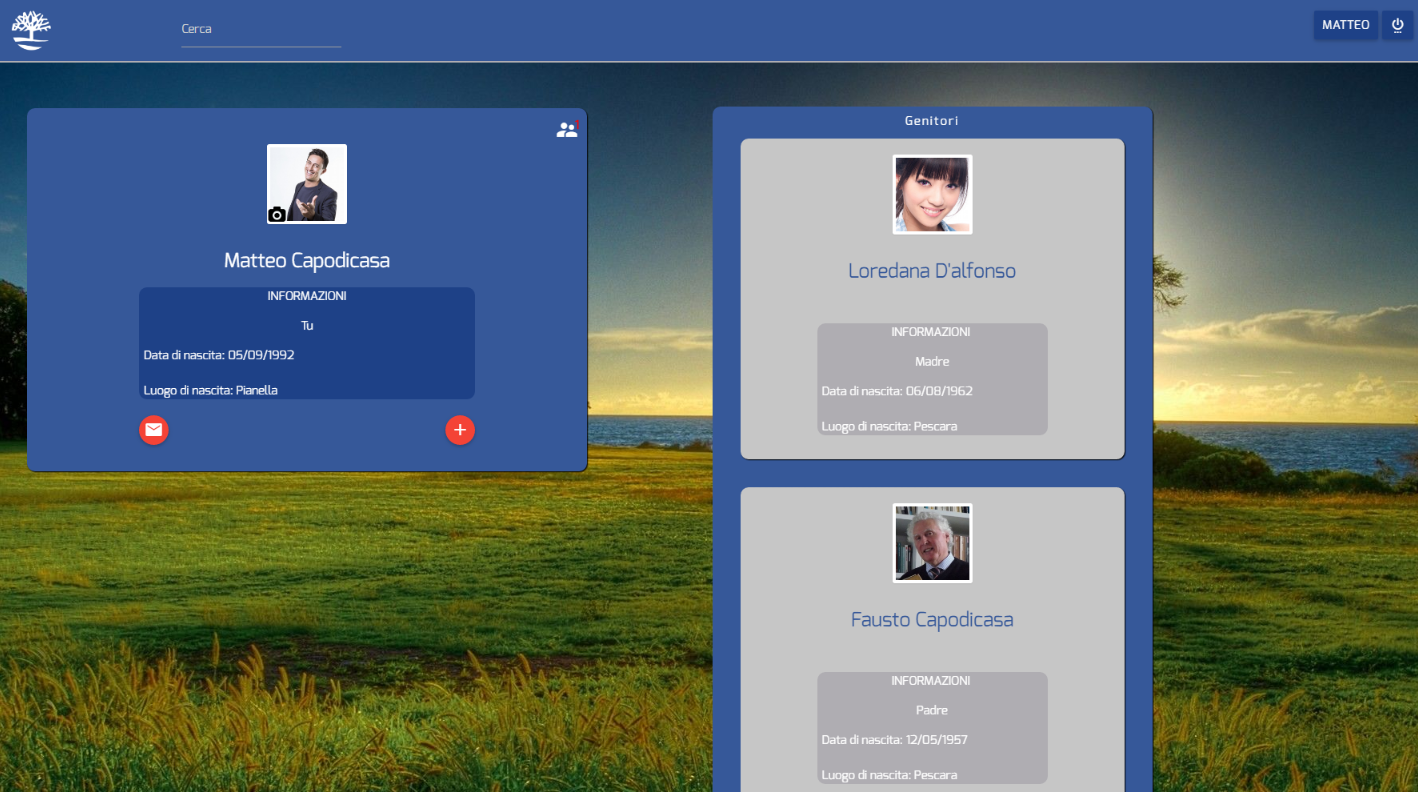 Cerca
MATTEO
1
Matteo Capodicasa
INFORMAZIONI
Tu
Data di nascita: 05/09/1992
Luogo di nascita: Pianella
Genitori
Loredana D'alfonso
INFORMAZIONI
Madre
Data di nascita: 06/08/1962
Luogo di nascita: Pescara
Fausto Capodicasa
INFORMAZIONI
Padre
Data di nascita: 12/05/1957
Luogo di nascita: Pescara